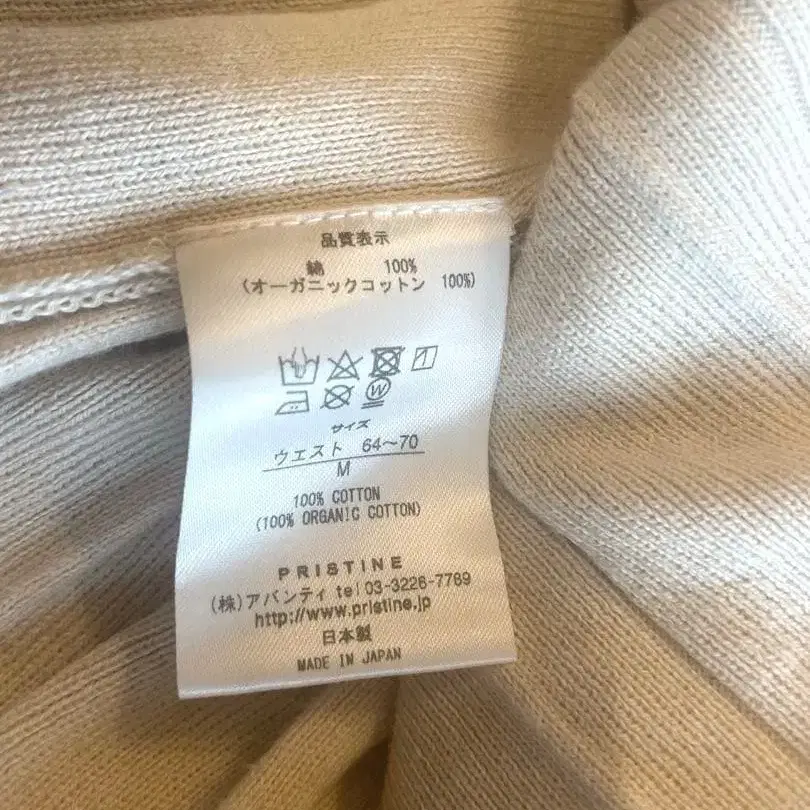 品質表示
綿 100%
(オーガニックコットン 100%)
W
サイズ
ウエスト 64～70
M
100% COTTON
(100% ORGANIC COTTON)
PRISTINE
(株)アバンティ tel 03-3226-7789
http://www.pristine.jp
日本製
MADE IN JAPAN